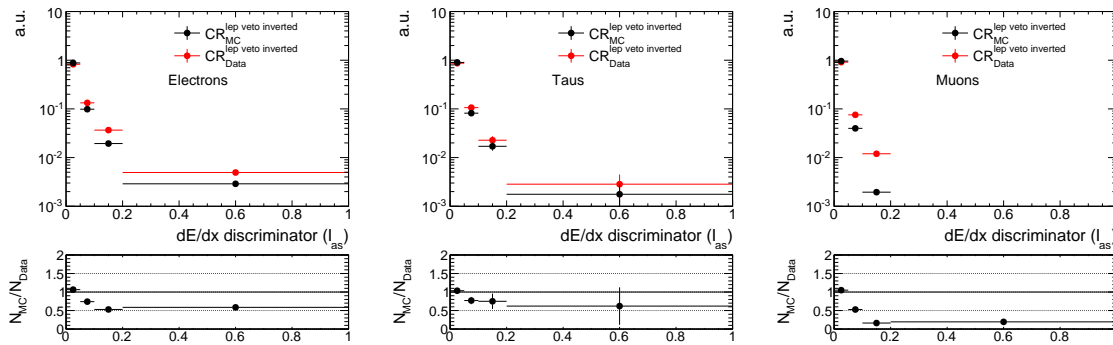 a.u.
10
1
10^-1
10^-2
10^-3
CR_MC^lep veto inverted
CR_Data^lep veto inverted
Electrons
0 0.2 0.4 0.6 0.8 1
dE/dx discriminator (I_as)
N_MC/N_Data
2
1.5
1
0.5
0
0 0.2 0.4 0.6 0.8 1
a.u.
10
1
10^-1
10^-2
10^-3
CR_MC^lep veto inverted
CR_Data^lep veto inverted
Taus
0 0.2 0.4 0.6 0.8 1
dE/dx discriminator (I_as)
N_MC/N_Data
2
1.5
1
0.5
0
0 0.2 0.4 0.6 0.8 1
a.u.
10
1
10^-1
10^-2
10^-3
CR_MC^lep veto inverted
CR_Data^lep veto inverted
Muons
0 0.2 0.4 0.6 0.8 1
dE/dx discriminator (I_as)
N_MC/N_Data
2
1.5
1
0.5
0
0 0.2 0.4 0.6 0.8 1